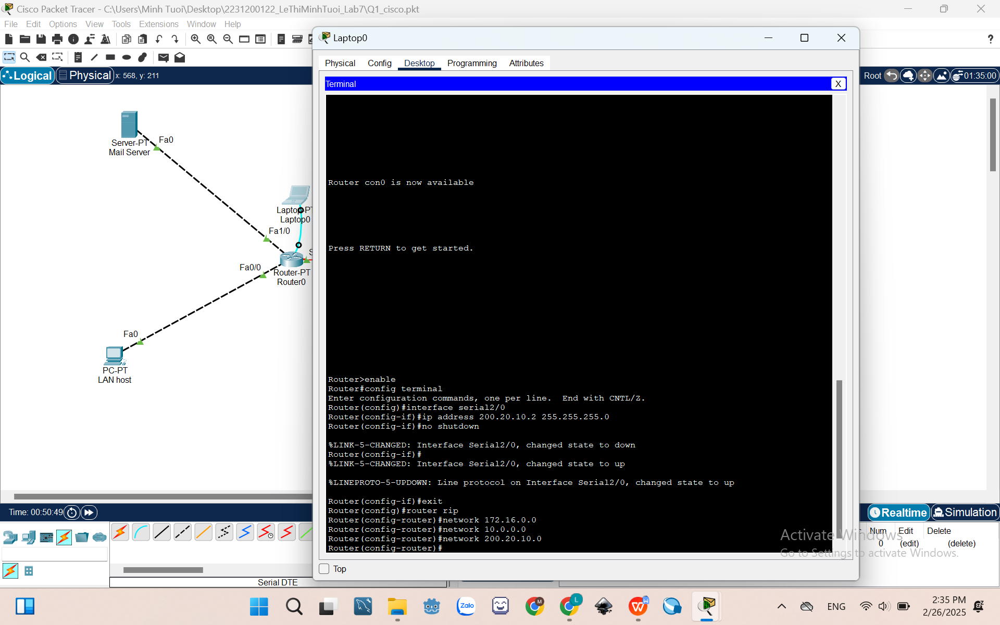 Cisco Packet Tracer - C:\Users\Minh Tuoi\Desktop\2231200122_LeThiMinhTuoi_Lab7\Q1_cisco.pkt
File Edit Options View Tools Extensions Window Help
Laptop0
?
Physical Config Desktop Programming Attributes
Logical Physical x: 568, y: 211
Root 01:35:00
Terminal X
Fa0
Server-PT
Mail Server
Laptop-PT
Laptop0
Fa1/0
Fa0/0
Router-PT
Router0
Fa0
PC-PT
LAN host
Router con0 is now available
Press RETURN to get started.
Router>enable
Router#config terminal
Enter configuration commands, one per line.  End with CNTL/Z.
Router(config)#interface serial2/0
Router(config-if)#ip address 200.20.10.2 255.255.255.0
Router(config-if)#no shutdown
%LINK-5-CHANGED: Interface Serial2/0, changed state to down
Router(config-if)#
%LINK-5-CHANGED: Interface Serial2/0, changed state to up
%LINEPROTO-5-UPDOWN: Line protocol on Interface Serial2/0, changed state to up
Router(config-if)#exit
Router(config)#router rip
Router(config-router)#network 172.16.0.0
Router(config-router)#network 10.0.0.0
Router(config-router)#network 200.20.10.0
Router(config-router)#
Top
Time: 00:50:49
Realtime Simulation
Num Edit Delete
0 (edit) (delete)
Activate Windows
Go to Settings to activate Windows.
Serial DTE
Zalo
M
L
W
ENG
2:35 PM
2/26/2025